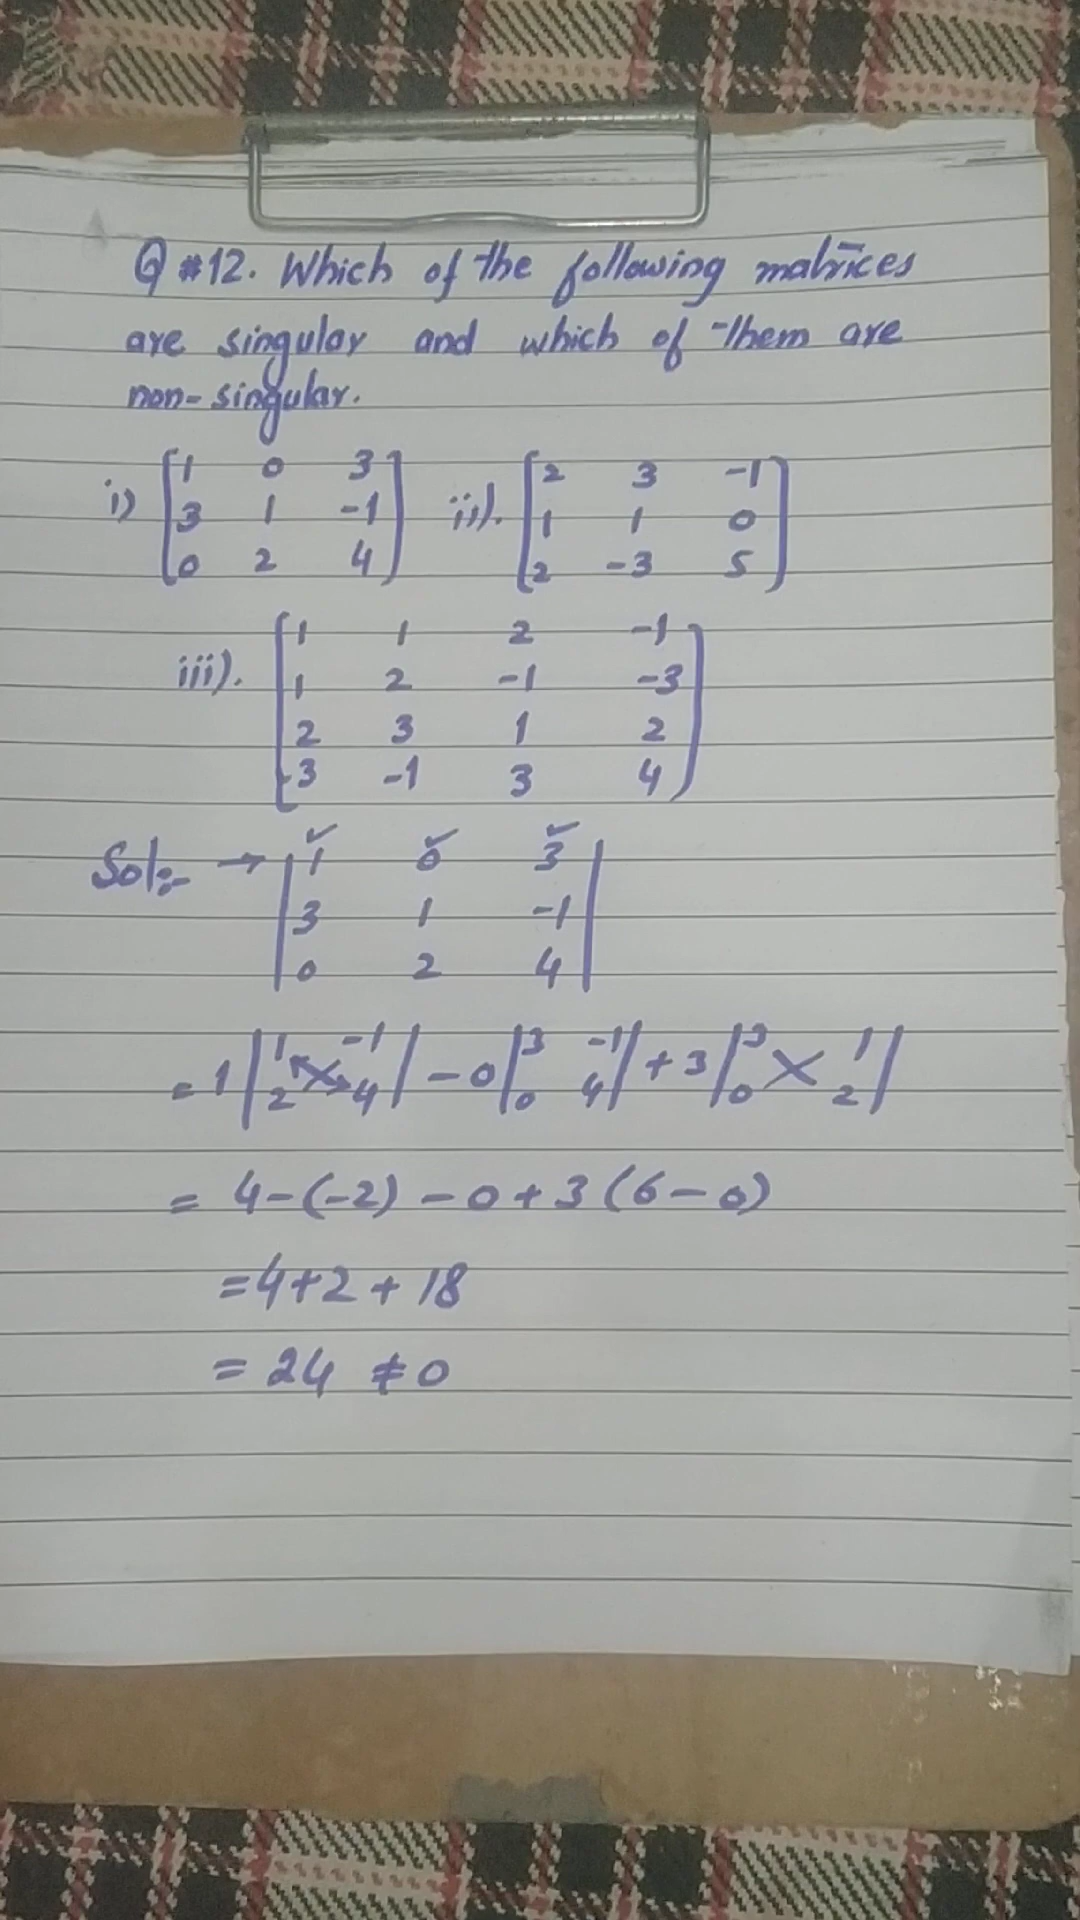 Q #12. Which of the following matrices
are singular and which of them are
non-singular.
i) [1 0 3 ii). [2 3 -1
3 1 -1 1 1 0
0 2 4] 2 -3 5]
iii). [1 1 2 -1
1 2 -1 -3
2 3 1 2
-3 -1 3 4]
Sol:- → |1 0 3
3 1 -1
0 2 4|
= 1 |1 -1 / 2 4| - 0 |3 -1 / 0 4| + 3 |3 1 / 0 2|
= 4-(-2) - 0 + 3 (6 - 0)
= 4+2 + 18
= 24 ≠ 0